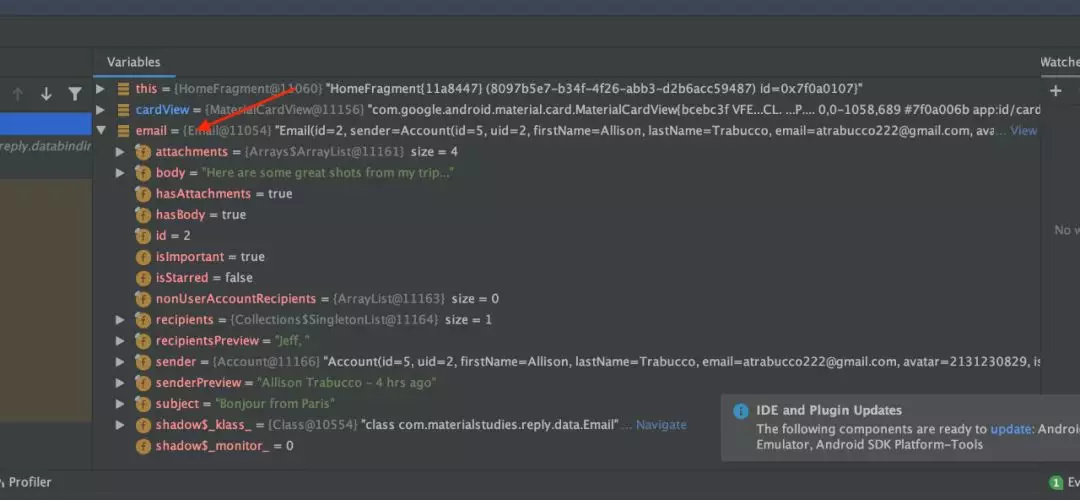 Variables
Watche
this = {HomeFragment@11060} "HomeFragment{11a8447} (8097b5e7-b34f-4f26-abb3-d2b6acc59487) id=0x7f0a0107}"
cardView = {MaterialCardView@11156} "com.google.android.material.card.MaterialCardView{bcebc3f VFE...CL. ...P.... 0,0-1058,689 #7f0a006b app:id/card
email = {Email@11054} "Email(id=2, sender=Account(id=5, uid=2, firstName=Allison, lastName=Trabucco, email=atrabucco222@gmail.com, ava... View
reply.databindin
attachments = {Arrays$ArrayList@11161} size = 4
body = "Here are some great shots from my trip..."
hasAttachments = true
hasBody = true
id = 2
No w
isImportant = true
isStarred = false
nonUserAccountRecipients = {ArrayList@11163} size = 0
recipients = {Collections$SingletonList@11164} size = 1
recipientsPreview = "Jeff, "
sender = {Account@11166} "Account(id=5, uid=2, firstName=Allison, lastName=Trabucco, email=atrabucco222@gmail.com, avatar=2131230829, is
senderPreview = "Allison Trabucco - 4 hrs ago"
subject = "Bonjour from Paris"
shadow$_klass_ = {Class@10554} "class com.materialstudies.reply.data.Email" ... Navigate
shadow$_monitor_ = 0
IDE and Plugin Updates
The following components are ready to update: Android
Emulator, Android SDK Platform-Tools
Profiler
1 Ev